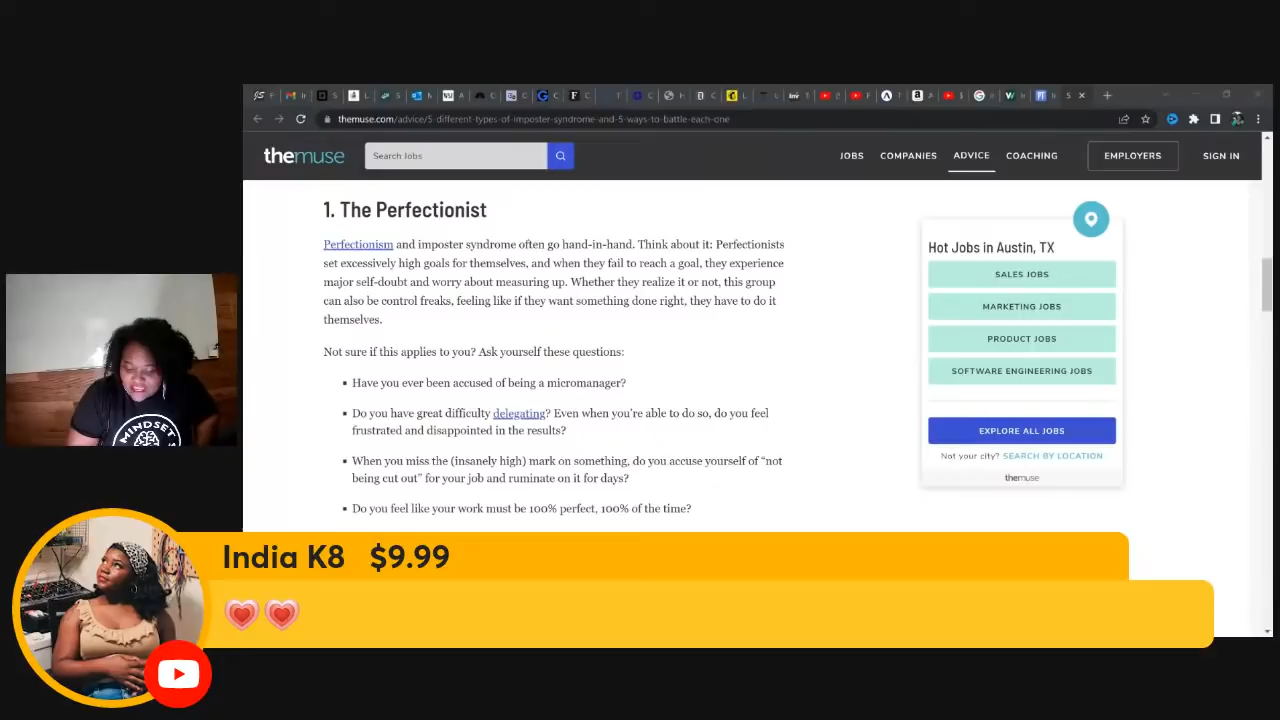 themuse.com/advice/5-different-types-of-imposter-syndrome-and-5-ways-to-battle-each-one
themuse
Search Jobs
JOBS
COMPANIES
ADVICE
COACHING
EMPLOYERS
SIGN IN
1. The Perfectionist
Perfectionism and imposter syndrome often go hand-in-hand. Think about it: Perfectionists
set excessively high goals for themselves, and when they fail to reach a goal, they experience
major self-doubt and worry about measuring up. Whether they realize it or not, this group
can also be control freaks, feeling like if they want something done right, they have to do it
themselves.
Not sure if this applies to you? Ask yourself these questions:
▪ Have you ever been accused of being a micromanager?
▪ Do you have great difficulty delegating? Even when you’re able to do so, do you feel
frustrated and disappointed in the results?
▪ When you miss the (insanely high) mark on something, do you accuse yourself of “not
being cut out” for your job and ruminate on it for days?
▪ Do you feel like your work must be 100% perfect, 100% of the time?
Hot Jobs in Austin, TX
SALES JOBS
MARKETING JOBS
PRODUCT JOBS
SOFTWARE ENGINEERING JOBS
EXPLORE ALL JOBS
Not your city? SEARCH BY LOCATION
themuse
MINDSET
India K8 $9.99